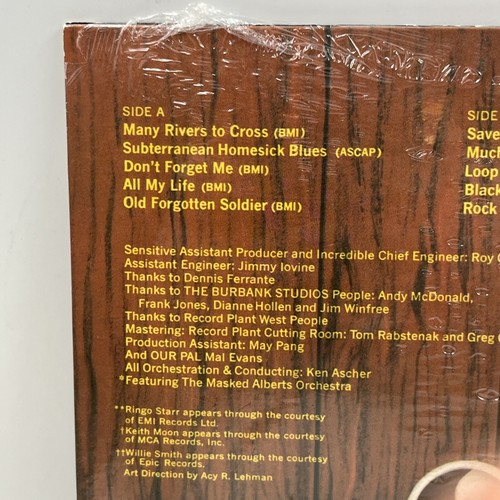 SIDE A
Many Rivers to Cross (BMI)
Subterranean Homesick Blues (ASCAP)
Don't Forget Me (BMI)
All My Life (BMI)
Old Forgotten Soldier (BMI)
SIDE
Save
Much
Loop
Black
Rock
Sensitive Assistant Producer and Incredible Chief Engineer: Roy
Assistant Engineer: Jimmy Iovine
Thanks to Dennis Ferrante
Thanks to THE BURBANK STUDIOS People: Andy McDonald,
Frank Jones, Dianne Hollen and Jim Winfree
Thanks to Record Plant West People
Mastering: Record Plant Cutting Room: Tom Rabstenak and Greg
Production Assistant: May Pang
And OUR PAL Mal Evans
All Orchestration & Conducting: Ken Ascher
*Featuring The Masked Alberts Orchestra
**Ringo Starr appears through the courtesy
of EMI Records Ltd.
†Keith Moon appears through the courtesy
of MCA Records, Inc.
††Willie Smith appears through the courtesy
of Epic Records.
Art Direction by Acy R. Lehman